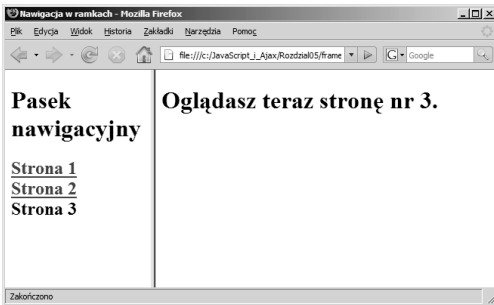 Nawigacja w ramkach - Mozilla Firefox
Plik Edycja Widok Historia Zakładki Narzędzia Pomoc
file:///c:/JavaScript_i_Ajax/Rozdzial05/frame G Google
Pasek
nawigacyjny
Strona 1
Strona 2
Strona 3
Oglądasz teraz stronę nr 3.
Zakończono